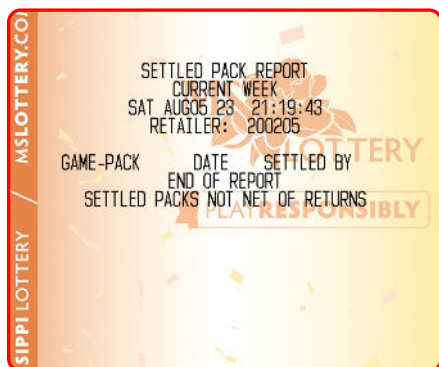 SETTLED PACK REPORT
CURRENT WEEK
SAT AUG05 23 21:19:43
RETAILER: 200205
GAME-PACK DATE SETTLED BY
END OF REPORT
SETTLED PACKS NOT NET OF RETURNS
LOTTERY
PLAY RESPONSIBLY
SIPPI LOTTERY / MSLOTTERY.CO